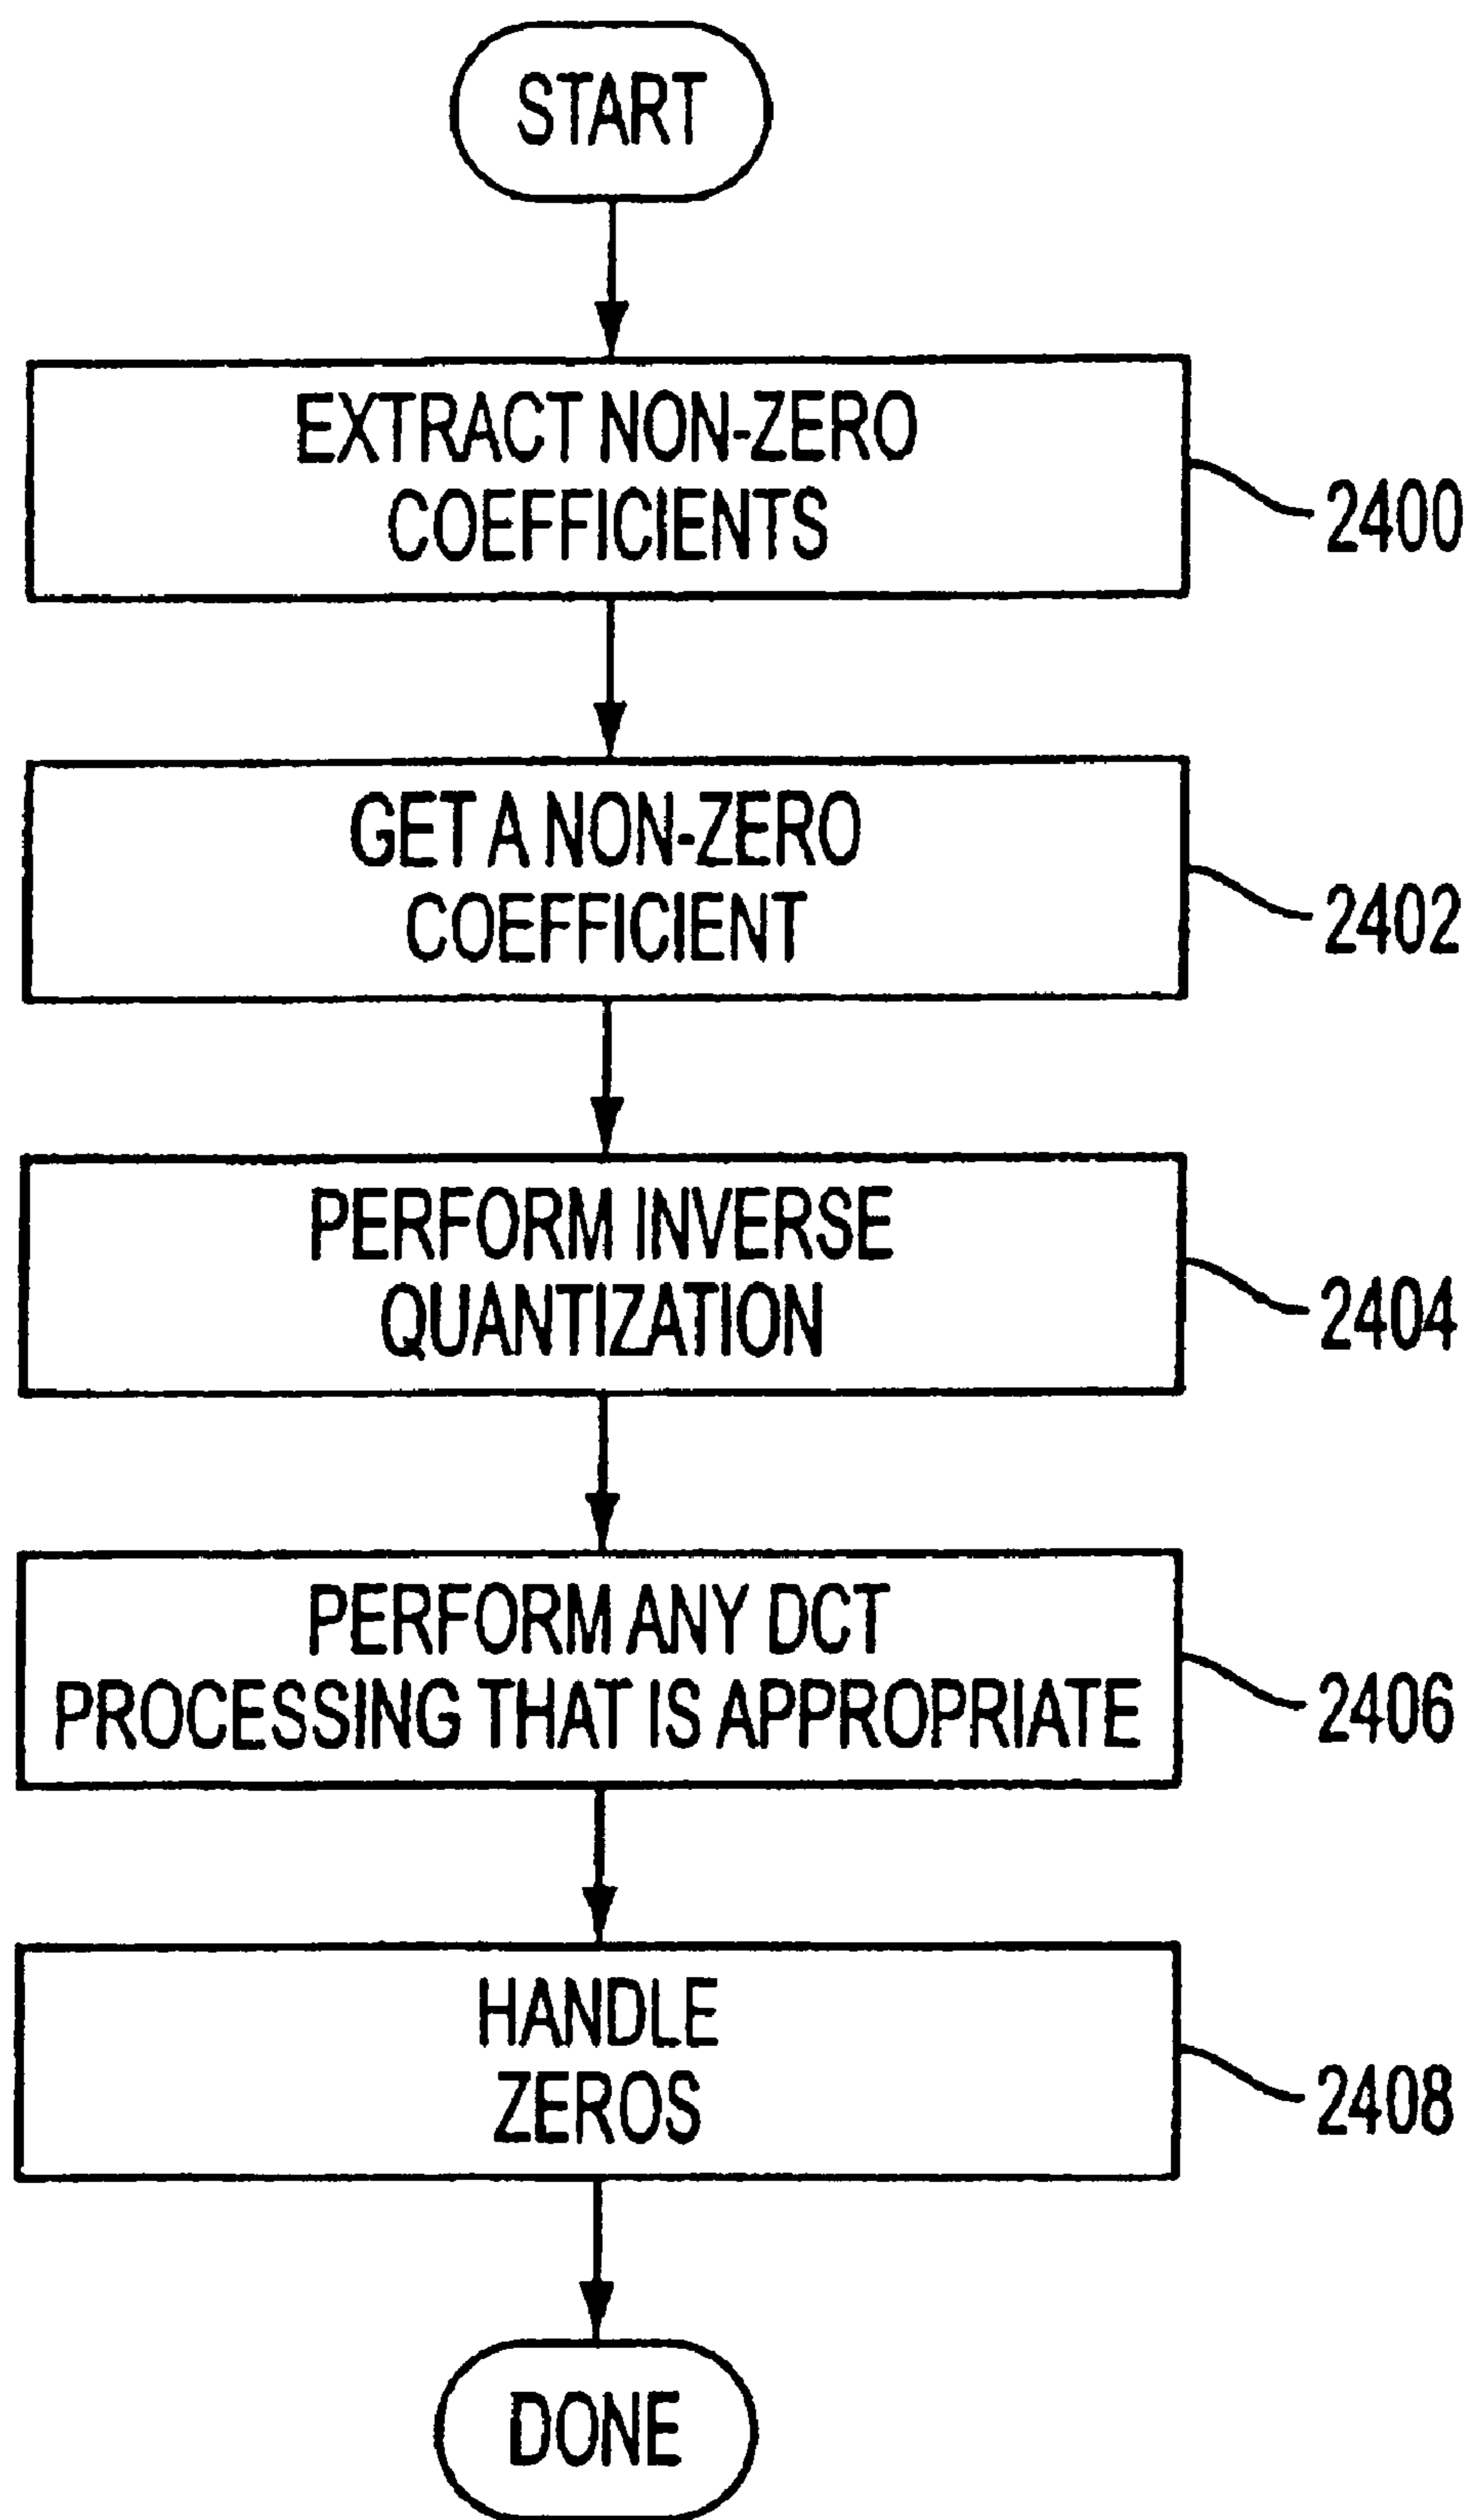 START
EXTRACT NON-ZERO
COEFFICIENTS
2400
GET A NON-ZERO
COEFFICIENT
2402
PERFORM INVERSE
QUANTIZATION
2404
PERFORM ANY DCT
PROCESSING THAT IS APPROPRIATE
2406
HANDLE
ZEROS
2408
DONE